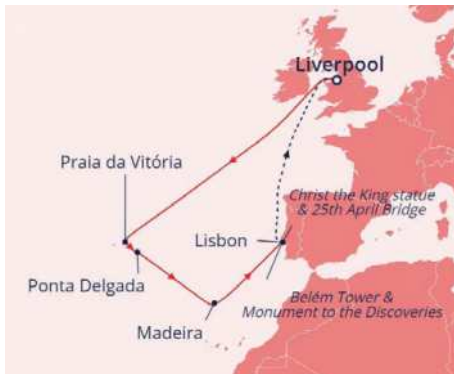 Liverpool
Praia da Vitória
Christ the King statue
& 25th April Bridge
Lisbon
Ponta Delgada
Belém Tower &
Monument to the Discoveries
Madeira